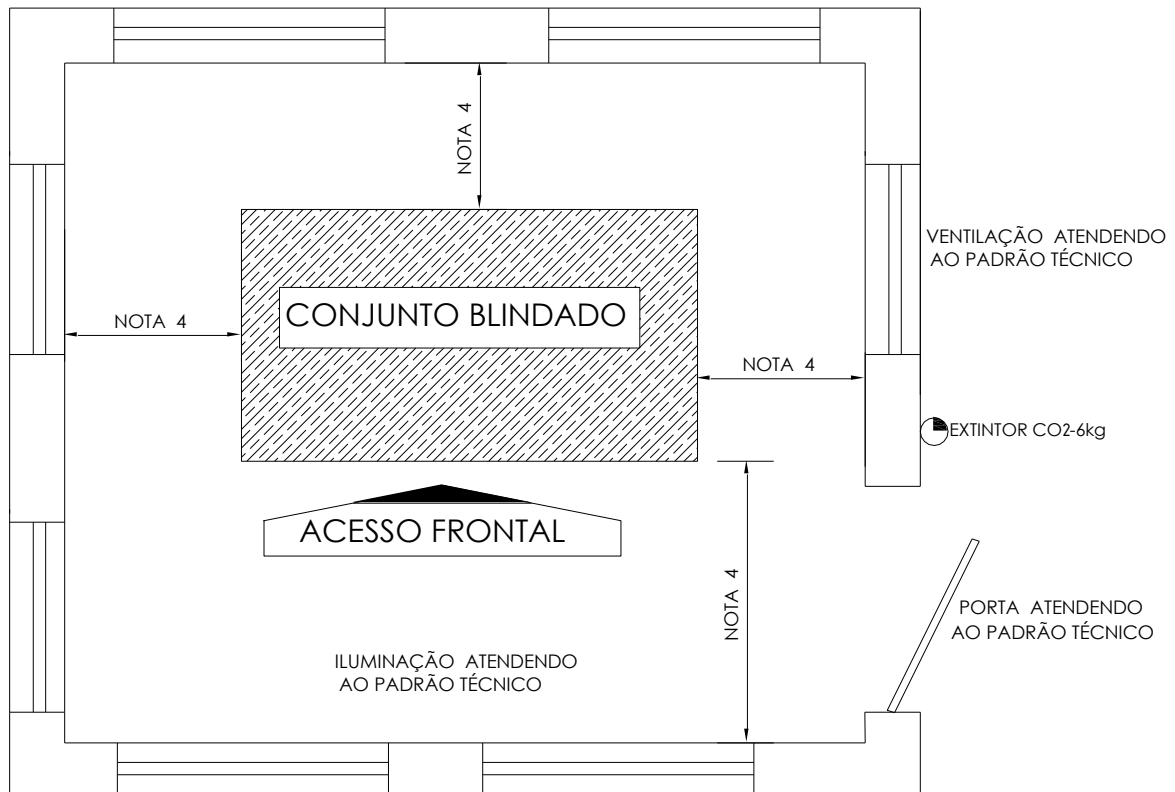 NOTA 4
VENTILAÇÃO ATENDENDO
AO PADRÃO TÉCNICO
CONJUNTO BLINDADO
NOTA 4
NOTA 4
EXTINTOR CO2-6kg
ACESSO FRONTAL
NOTA 4
PORTA ATENDENDO
AO PADRÃO TÉCNICO
ILUMINAÇÃO ATENDENDO
AO PADRÃO TÉCNICO